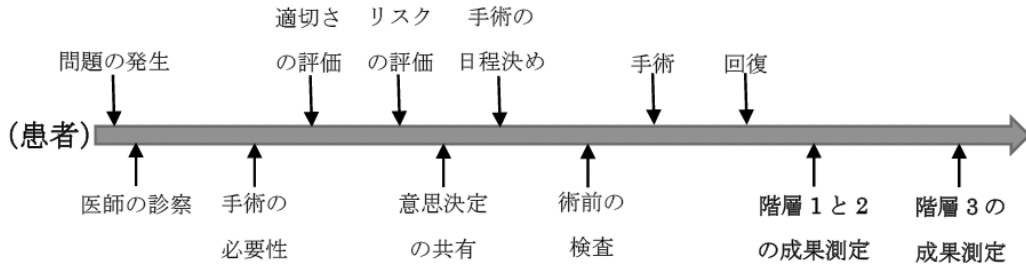 適切さ
の評価
リスク
の評価
手術の
日程決め
問題の発生
手術
回復
(患者)
医師の診察
手術の
必要性
意思決定
の共有
術前の
検査
階層1と2
の成果測定
階層3の
成果測定